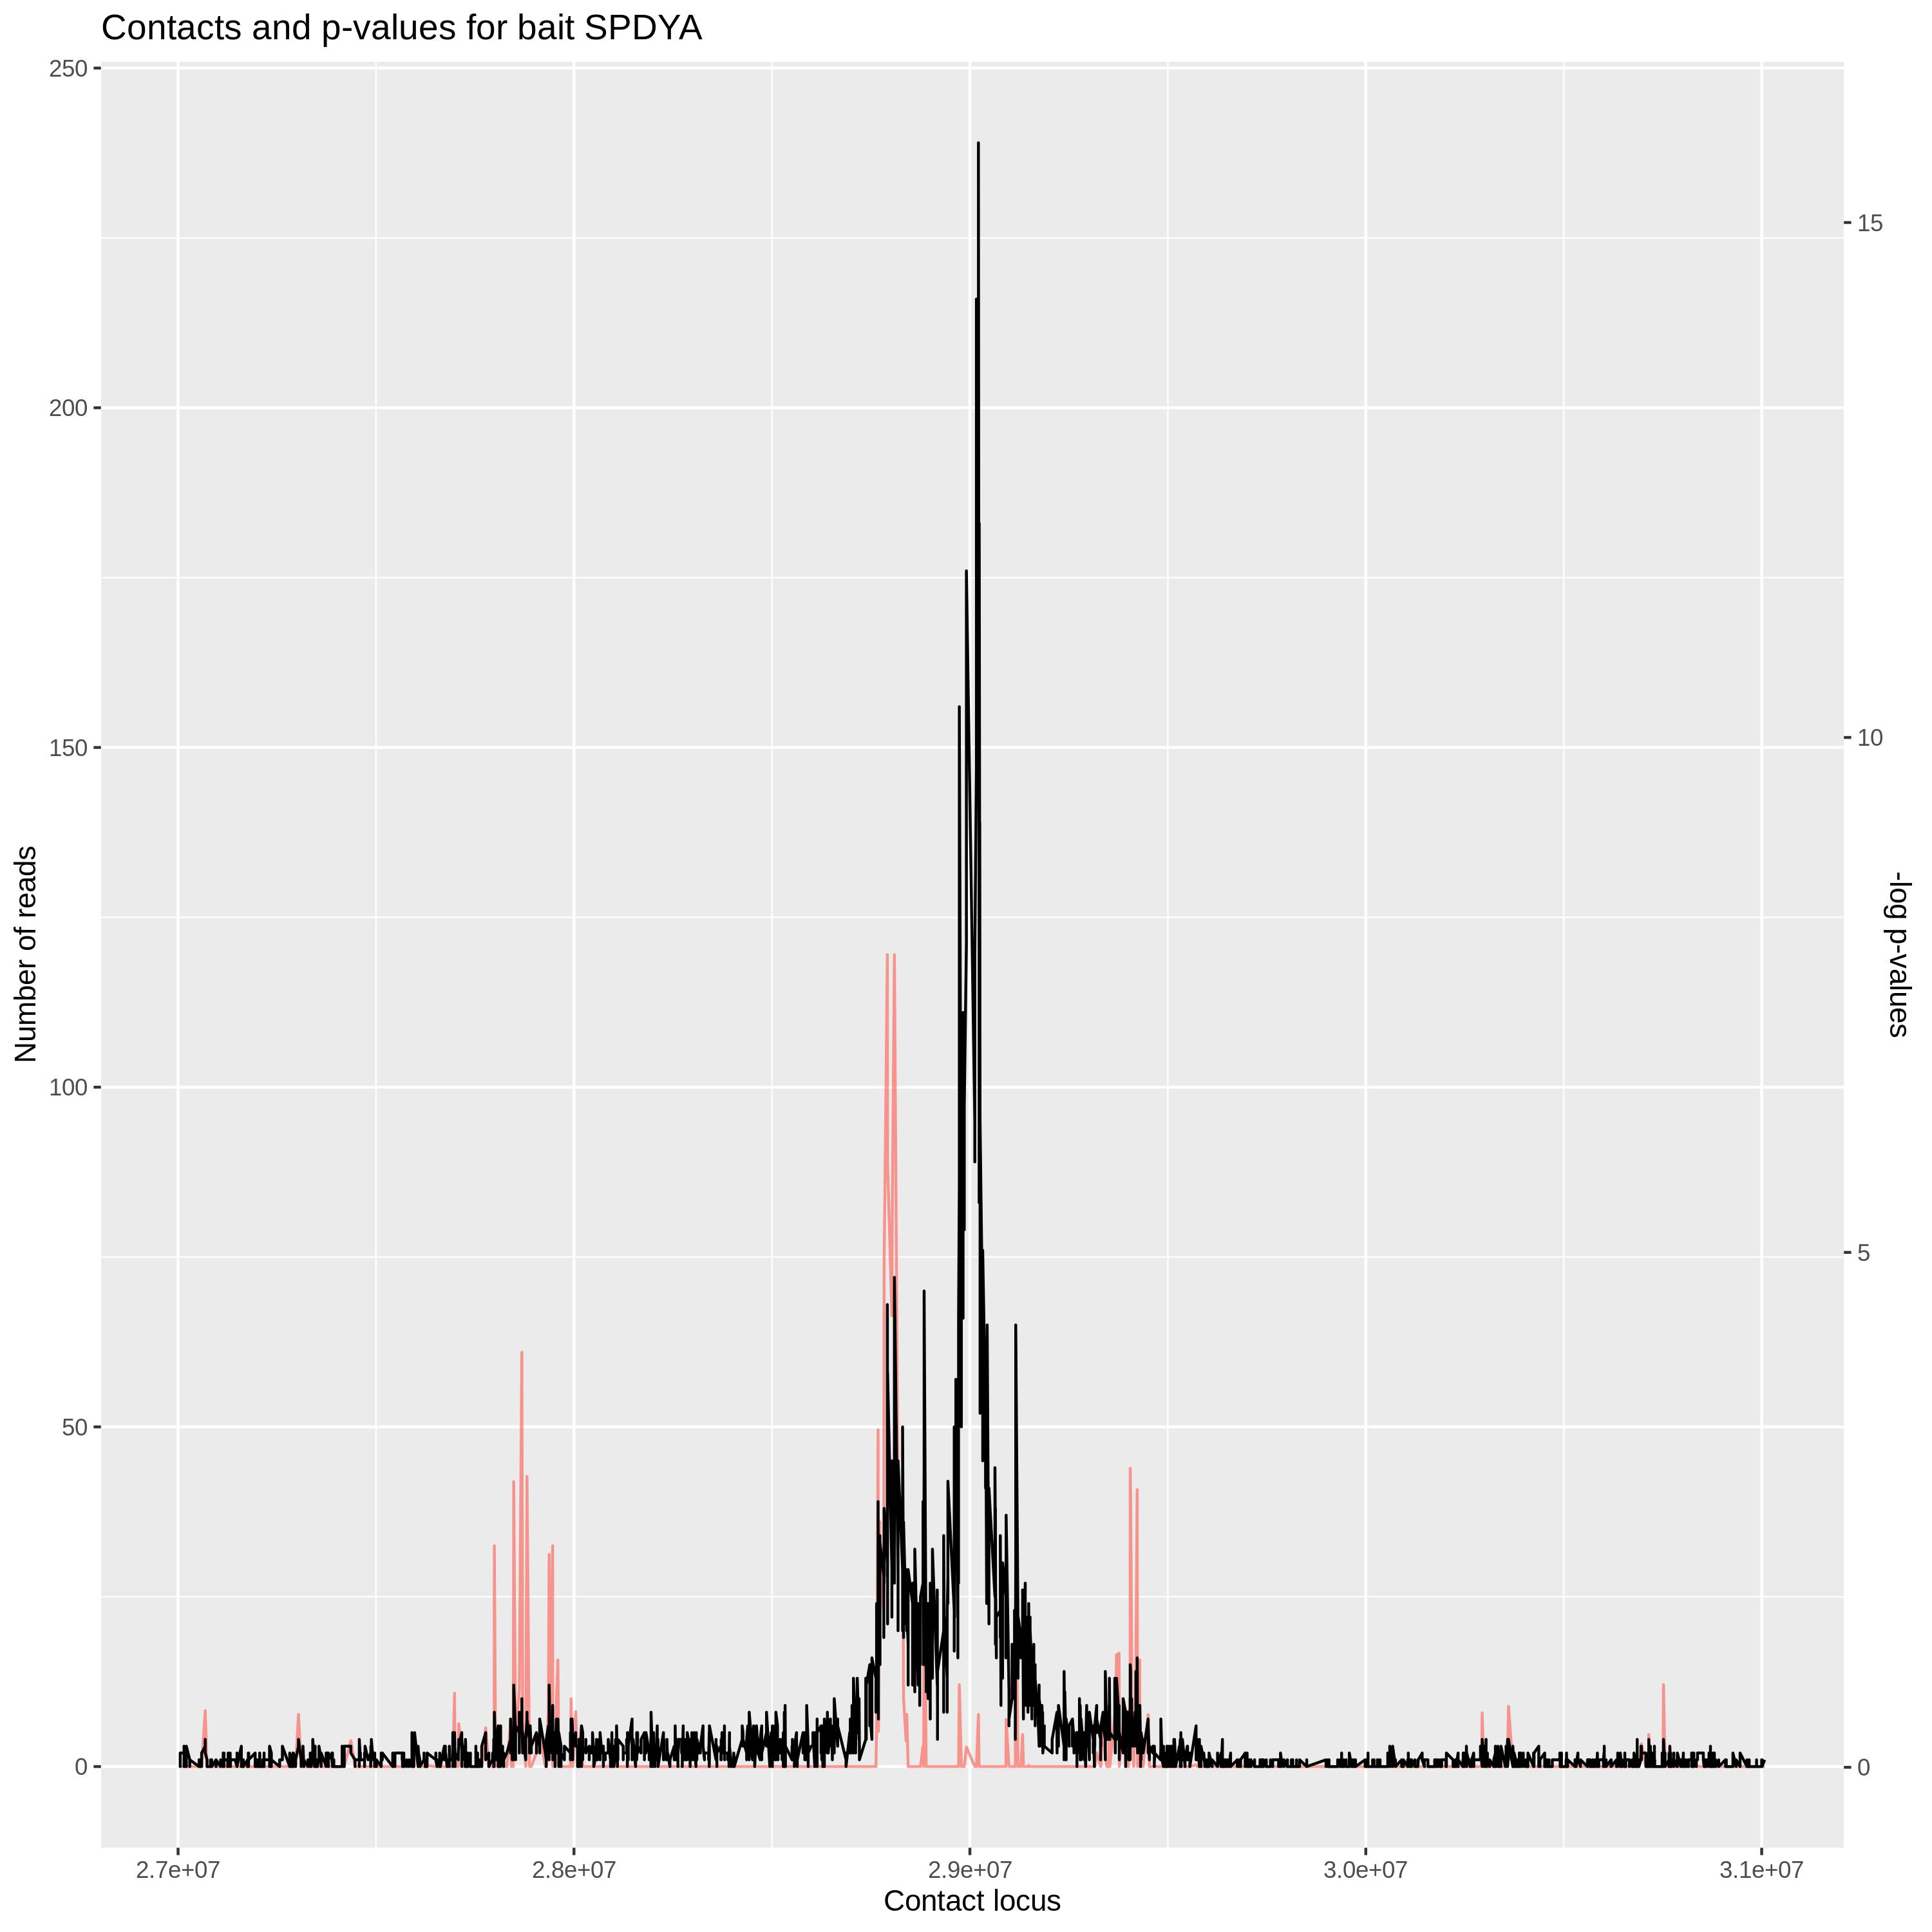 Contacts and p-values for bait SPDYA
250
200
150
100
50
0
Number of reads
15
10
5
0
-log p-values
2.7e+07
2.8e+07
2.9e+07
3.0e+07
3.1e+07
Contact locus